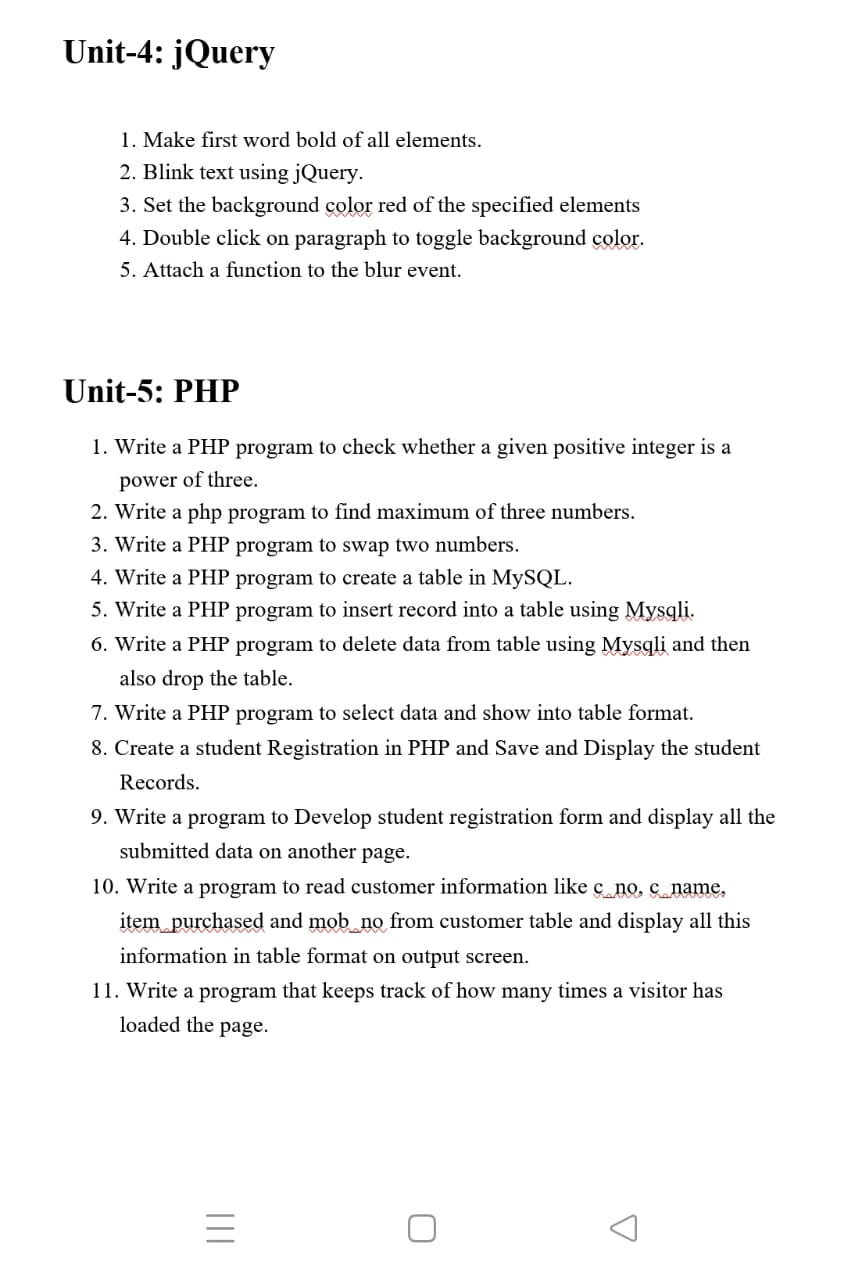 Unit-4: jQuery
1. Make first word bold of all elements.
2. Blink text using jQuery.
3. Set the background color red of the specified elements
4. Double click on paragraph to toggle background color.
5. Attach a function to the blur event.
Unit-5: PHP
1. Write a PHP program to check whether a given positive integer is a
power of three.
2. Write a php program to find maximum of three numbers.
3. Write a PHP program to swap two numbers.
4. Write a PHP program to create a table in MySQL.
5. Write a PHP program to insert record into a table using Mysqli.
6. Write a PHP program to delete data from table using Mysqli and then
also drop the table.
7. Write a PHP program to select data and show into table format.
8. Create a student Registration in PHP and Save and Display the student
Records.
9. Write a program to Develop student registration form and display all the
submitted data on another page.
10. Write a program to read customer information like c_no, c_name,
item_purchased and mob_no from customer table and display all this
information in table format on output screen.
11. Write a program that keeps track of how many times a visitor has
loaded the page.